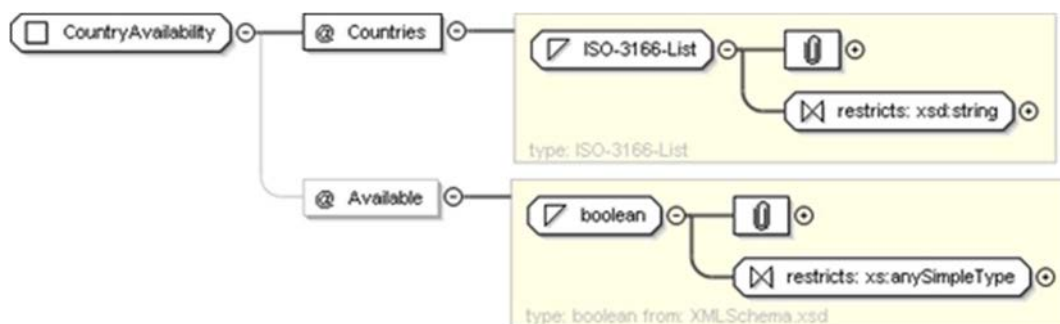 CountryAvailability
@ Countries
ISO-3166-List
restricts: xsd:string
type: ISO-3166-List
@ Available
boolean
restricts: xs:anySimpleType
type: boolean from: XMLSchema.xsd